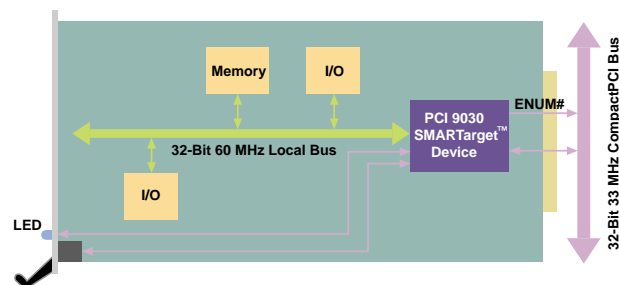 Memory
I/O
PCI 9030
SMARTarget™
Device
ENUM#
32-Bit 60 MHz Local Bus
I/O
LED
32-Bit 33 MHz CompactPCI Bus